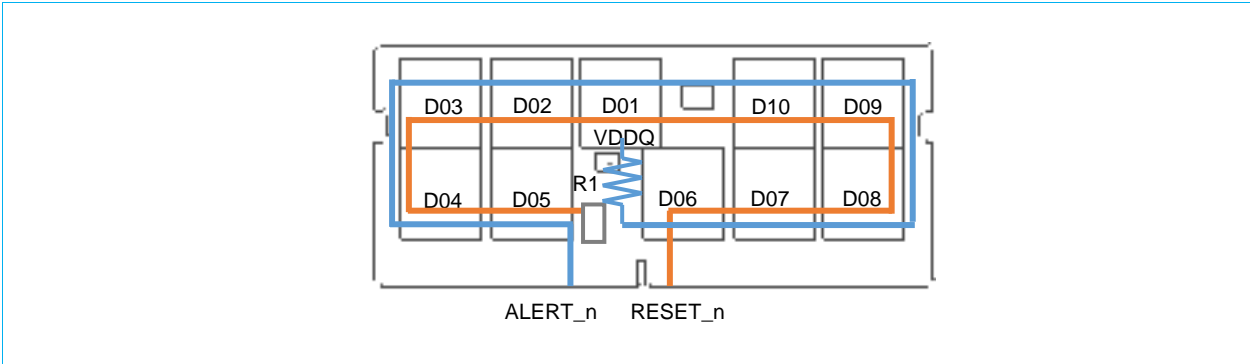 D03 D02 D01 D10 D09
VDDQ
R1
D04 D05 D06 D07 D08
ALERT_n RESET_n